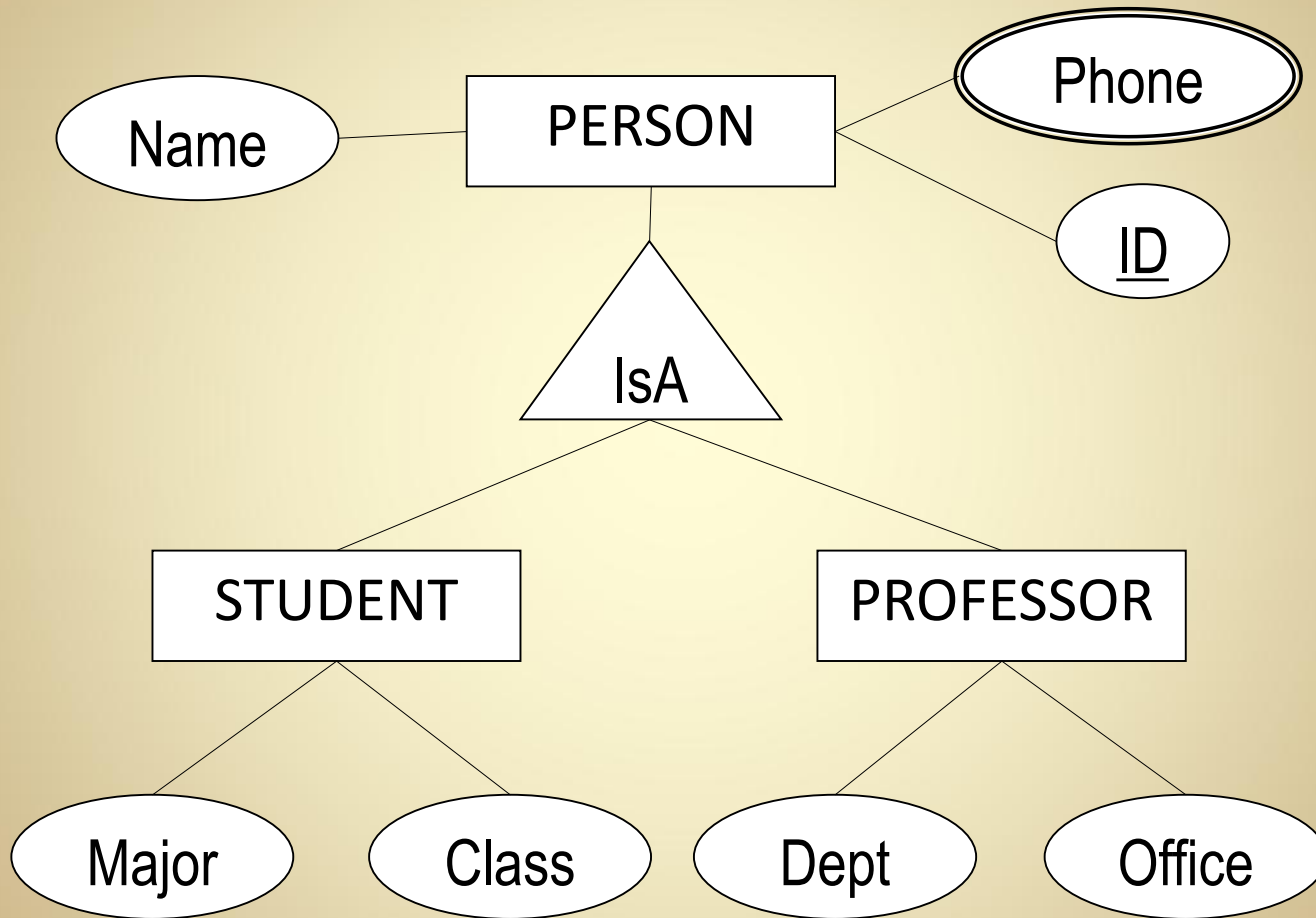 Phone
PERSON
Name
ID
IsA
STUDENT
PROFESSOR
Major
Class
Dept
Office